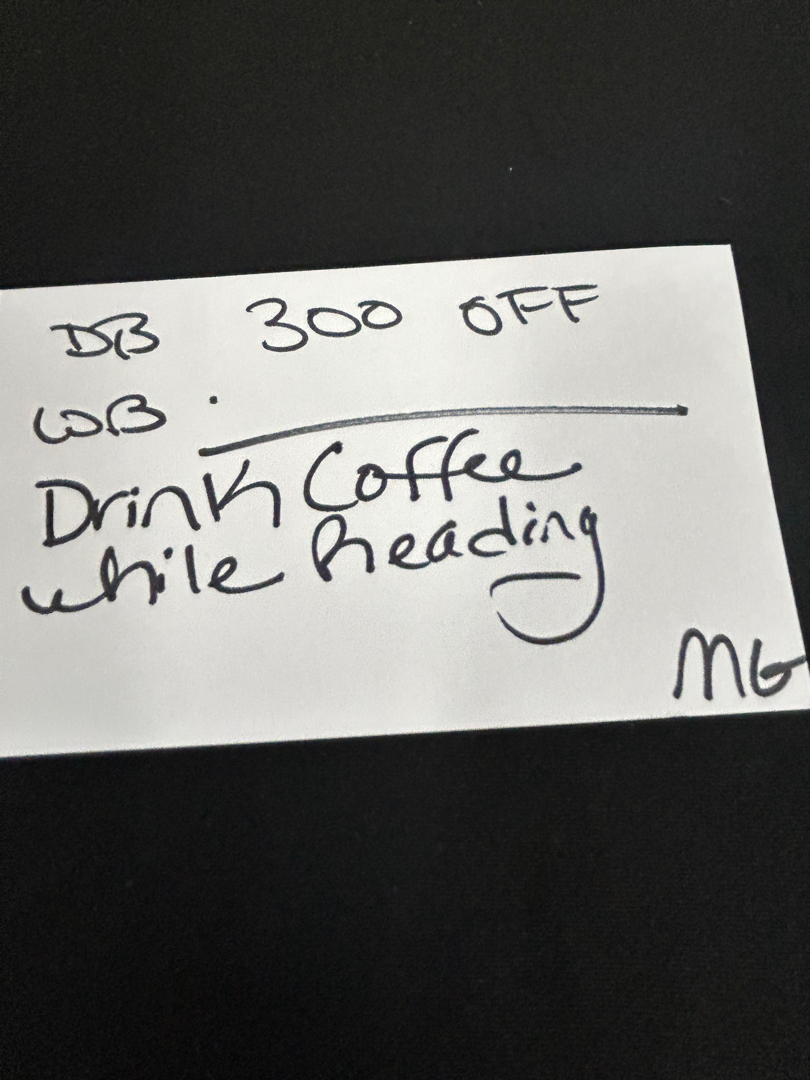 DB 300 OFF
WB .
Drink Coffee
while Reading
MG